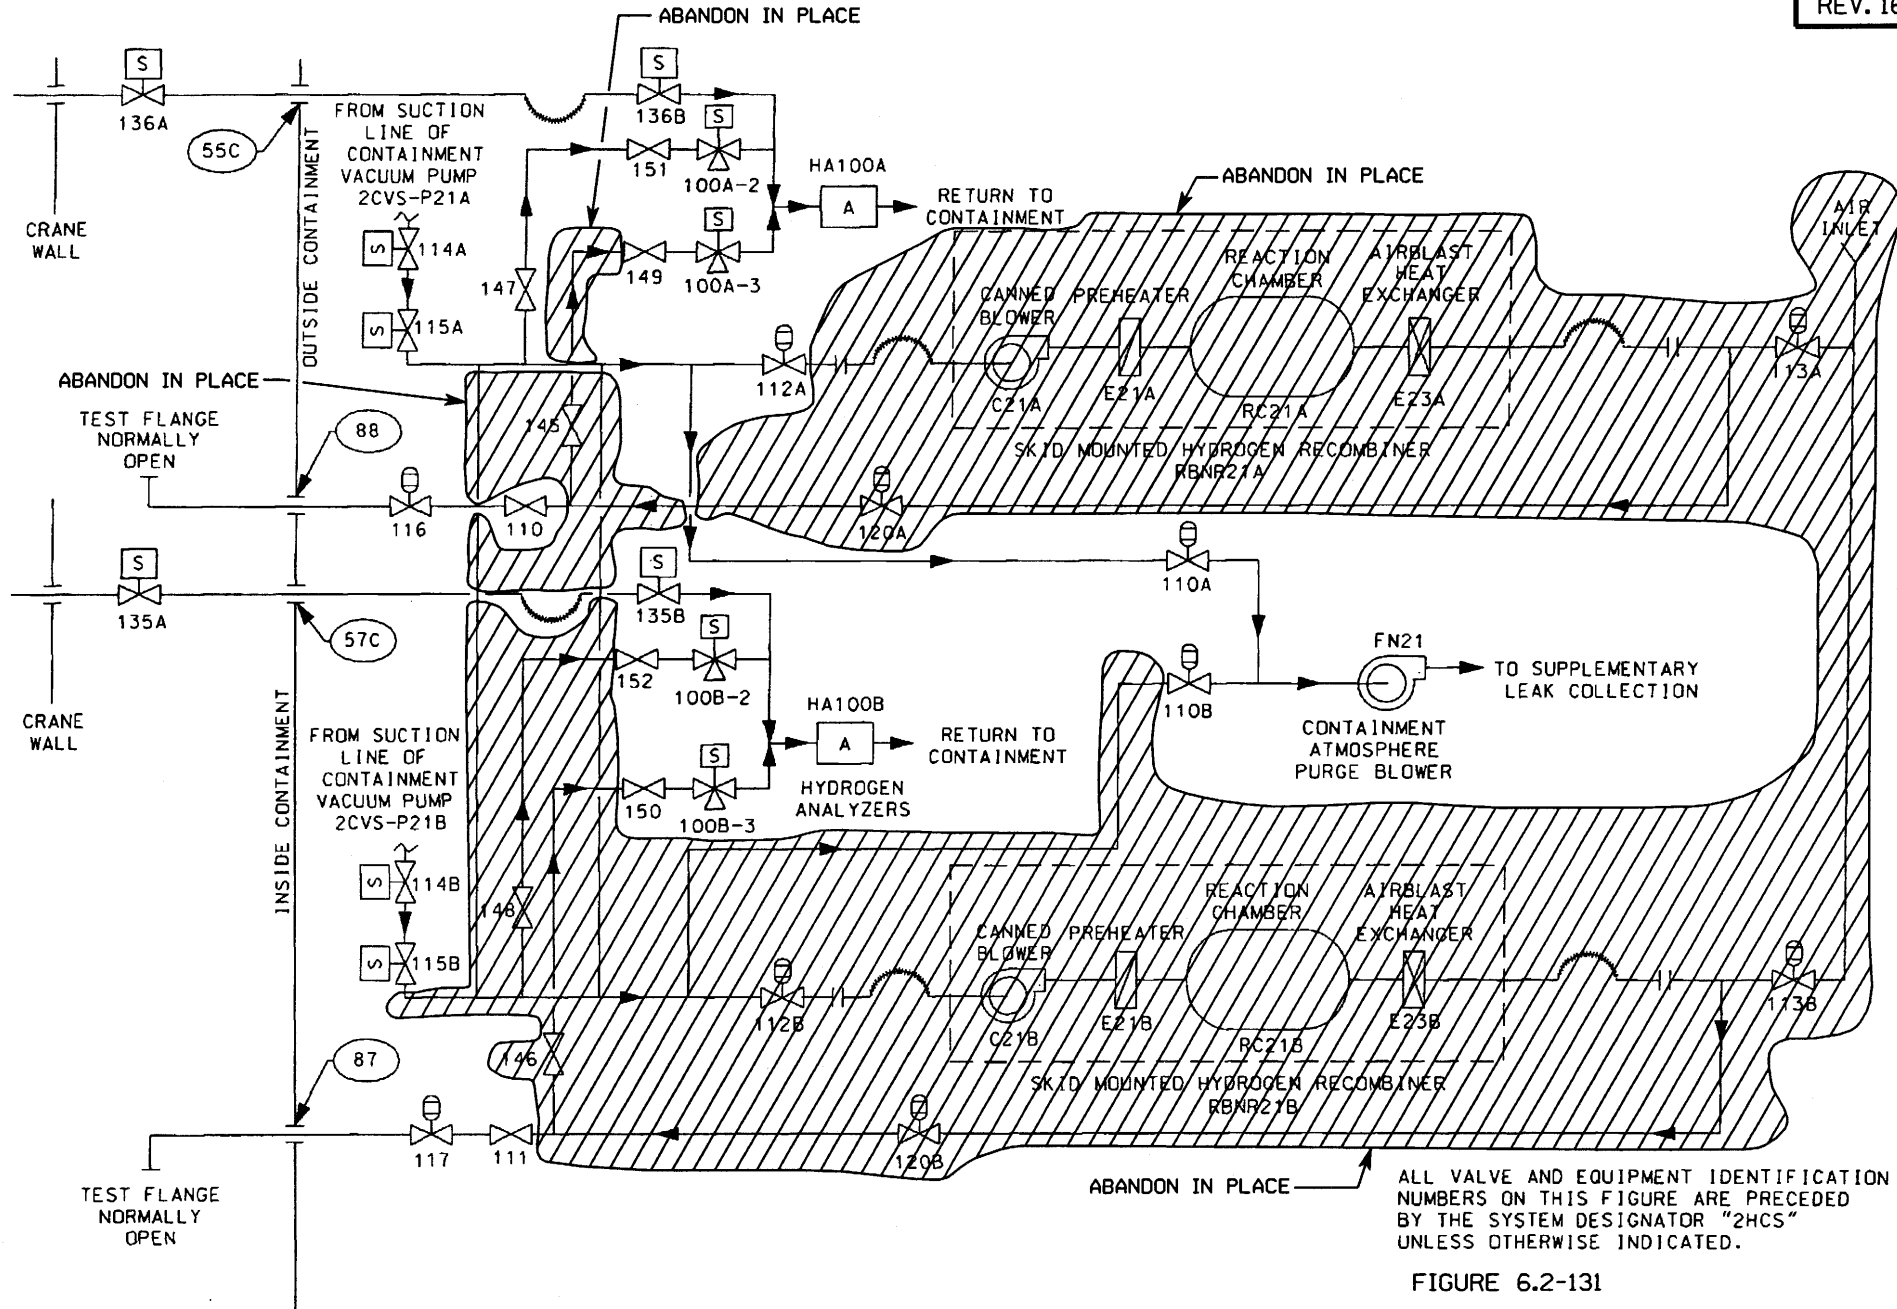 REV. 16
ABANDON IN PLACE
S
136A
55C
CRANE
WALL
OUTSIDE CONTAINMENT
FROM SUCTION
LINE OF
CONTAINMENT
VACUUM PUMP
2CVS-P21A
S
114A
S
115A
S
136B
151
S
100A-2
147
149
S
100A-3
HA100A
A
RETURN TO
CONTAINMENT
ABANDON IN PLACE
AIR
INLET
CANNED
BLOWER
C21A
PREHEATER
E21A
REACTION
CHAMBER
RC21A
AIRBLAST
HEAT
EXCHANGER
E23A
SKID MOUNTED HYDROGEN RECOMBINER
RBNR21A
112A
113A
120A
ABANDON IN PLACE
TEST FLANGE
NORMALLY
OPEN
88
145
116
110
S
135A
57C
CRANE
WALL
INSIDE CONTAINMENT
S
135B
152
S
100B-2
150
S
100B-3
HA100B
A
HYDROGEN
ANALYZERS
RETURN TO
CONTAINMENT
110A
110B
FN21
TO SUPPLEMENTARY
LEAK COLLECTION
CONTAINMENT
ATMOSPHERE
PURGE BLOWER
FROM SUCTION
LINE OF
CONTAINMENT
VACUUM PUMP
2CVS-P21B
S
114B
S
115B
148
146
112B
CANNED
BLOWER
C21B
PREHEATER
E21B
REACTION
CHAMBER
RC21B
AIRBLAST
HEAT
EXCHANGER
E23B
SKID MOUNTED HYDROGEN RECOMBINER
RBNR21B
113B
87
117
111
120B
TEST FLANGE
NORMALLY
OPEN
ABANDON IN PLACE
ALL VALVE AND EQUIPMENT IDENTIFICATION
NUMBERS ON THIS FIGURE ARE PRECEDED
BY THE SYSTEM DESIGNATOR "2HCS"
UNLESS OTHERWISE INDICATED.
FIGURE 6.2-131